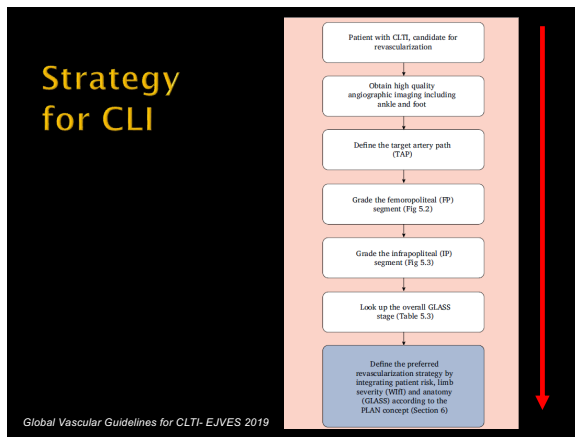 Strategy
for CLI
Patient with CLTI, candidate for
revascularization
Obtain high quality
angiographic imaging including
ankle and foot
Define the target artery path
(TAP)
Grade the femoropoliteal (FP)
segment (Fig 5.2)
Grade the infrapopliteal (IP)
segment (Fig 5.3)
Look up the overall GLASS
stage (Table 5.3)
Define the preferred
revascularization strategy by
integrating patient risk, limb
severity (WIfI) and anatomy
(GLASS) according to the
PLAN concept (Section 6)
Global Vascular Guidelines for CLTI- EJVES 2019